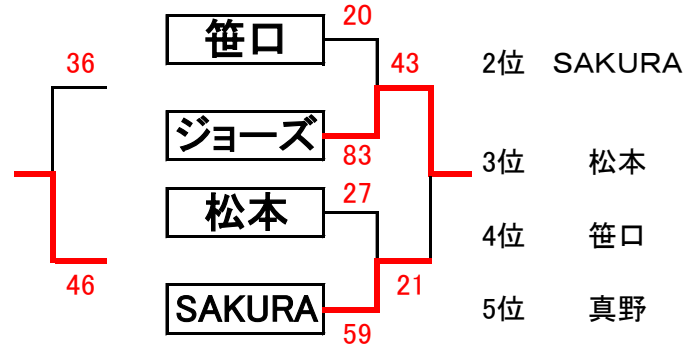 20
笹口
36
43
2位 SAKURA
ジョーズ
83
3位 松本
27
松本
4位 笹口
46
21
SAKURA
5位 真野
59